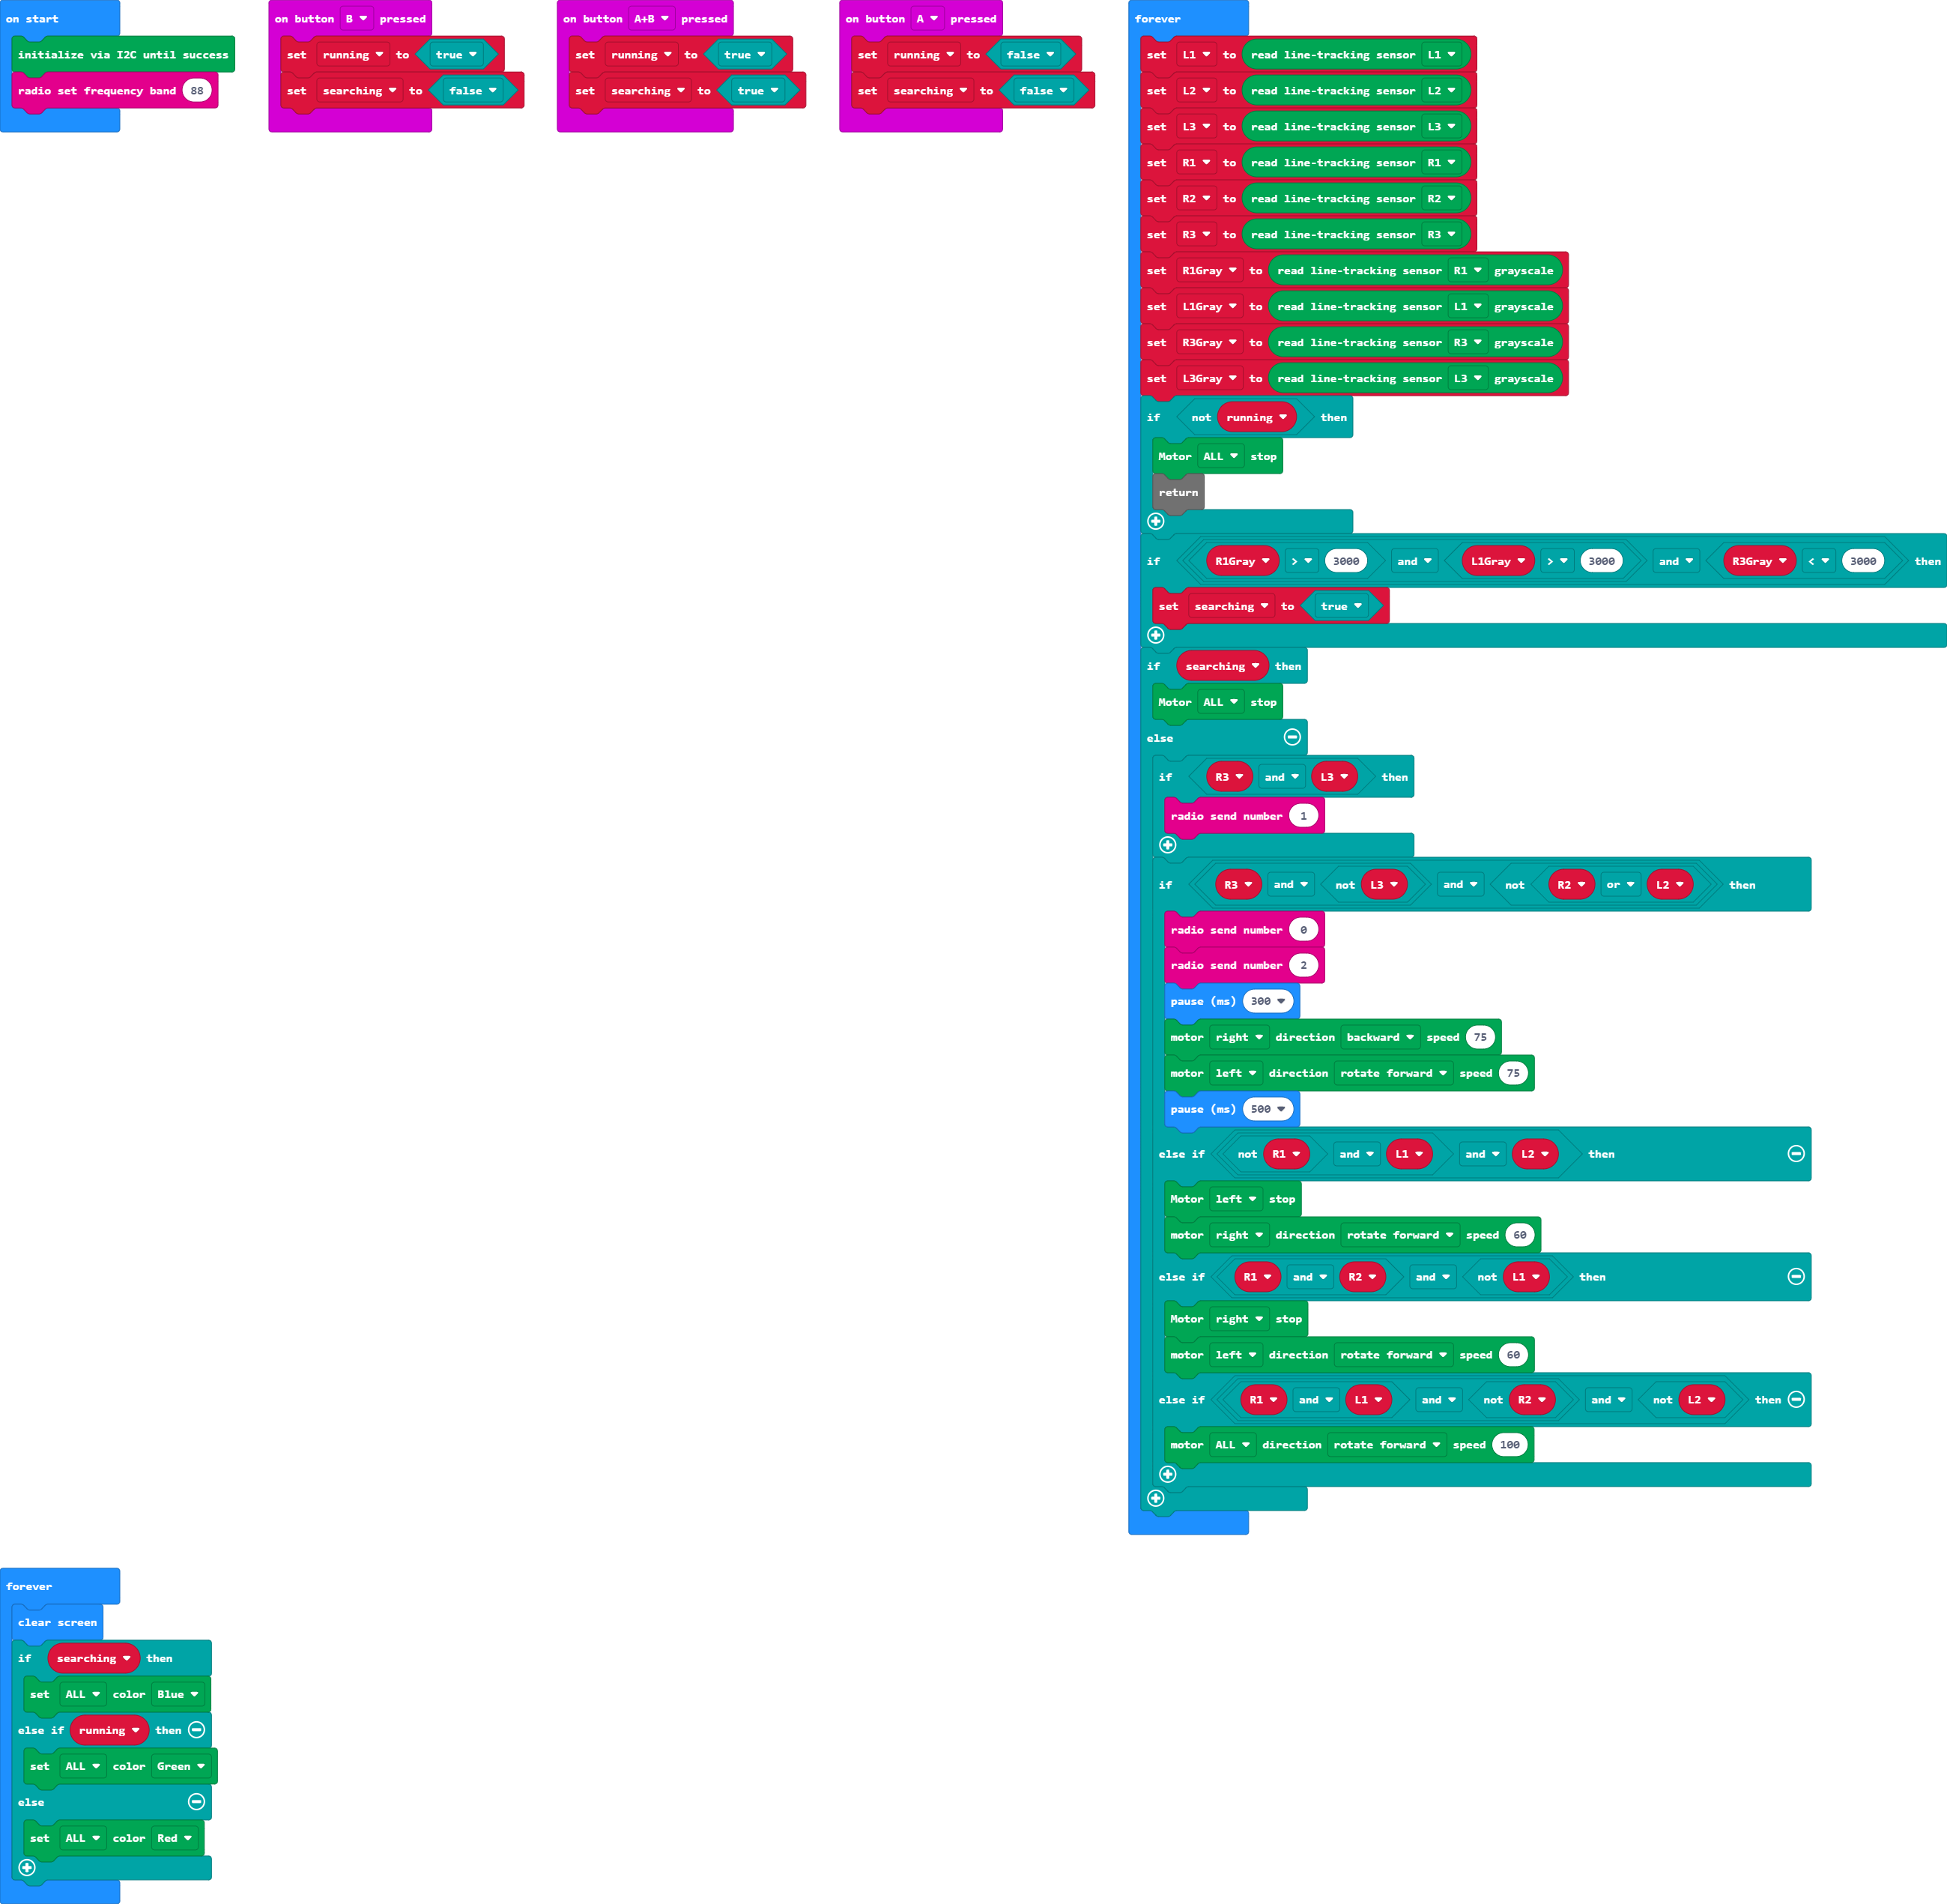 on start
initialize via I2C until success
radio set frequency band 88
on button B pressed
set running to true
set searching to false
on button A+B pressed
set running to true
set searching to true
on button A pressed
set running to false
set searching to false
forever
set L1 to read line-tracking sensor L1
set L2 to read line-tracking sensor L2
set L3 to read line-tracking sensor L3
set R1 to read line-tracking sensor R1
set R2 to read line-tracking sensor R2
set R3 to read line-tracking sensor R3
set R1Gray to read line-tracking sensor R1 grayscale
set L1Gray to read line-tracking sensor L1 grayscale
set R3Gray to read line-tracking sensor R3 grayscale
set L3Gray to read line-tracking sensor L3 grayscale
if not running then
Motor ALL stop
return
if R1Gray > 3000 and L1Gray > 3000 and R3Gray < 3000 then
set searching to true
if searching then
Motor ALL stop
else
if R3 and L3 then
radio send number 1
if R3 and not L3 and not R2 or L2 then
radio send number 0
radio send number 2
pause (ms) 300
motor right direction backward speed 75
motor left direction rotate forward speed 75
pause (ms) 500
else if not R1 and L1 and L2 then
Motor left stop
motor right direction rotate forward speed 60
else if R1 and R2 and not L1 then
Motor right stop
motor left direction rotate forward speed 60
else if R1 and L1 and not R2 and not L2 then
motor ALL direction rotate forward speed 100
forever
clear screen
if searching then
set ALL color Blue
else if running then
set ALL color Green
else
set ALL color Red